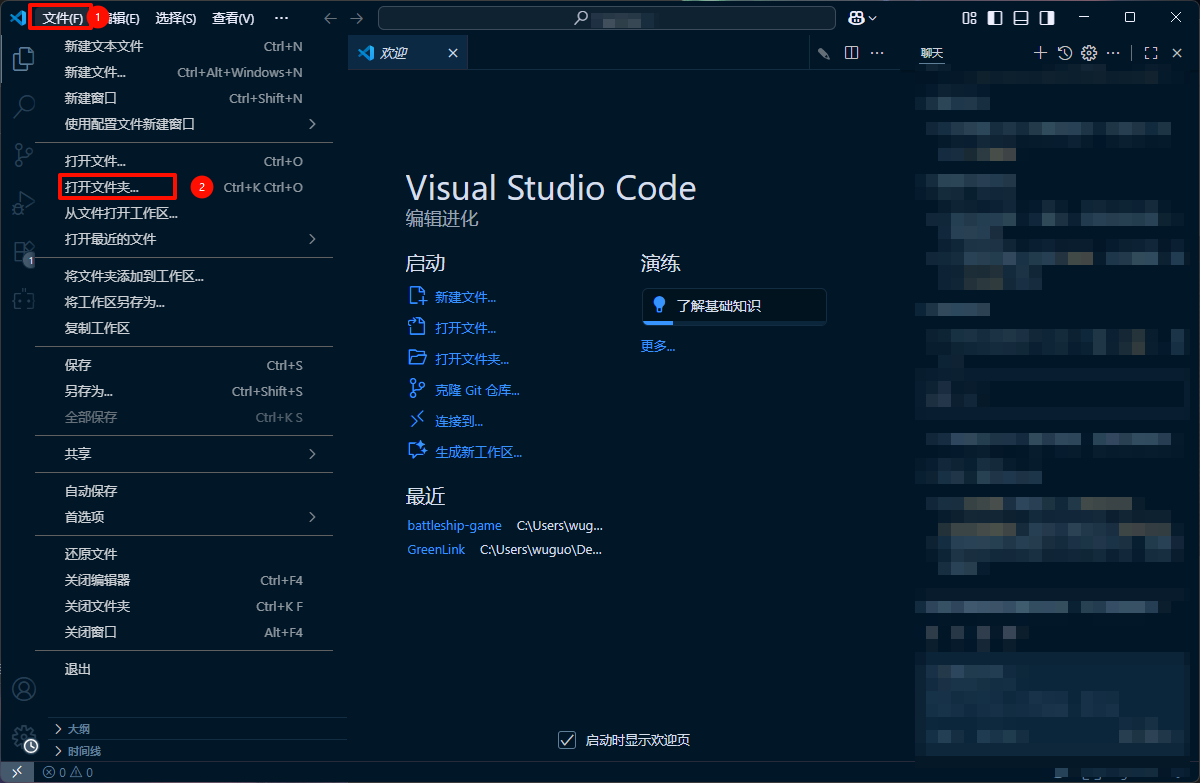 文件(F) 1 编辑(E) 选择(S) 查看(V) ...
新建文本文件 Ctrl+N
新建文件... Ctrl+Alt+Windows+N
新建窗口 Ctrl+Shift+N
使用配置文件新建窗口
打开文件... Ctrl+O
打开文件夹... 2 Ctrl+K Ctrl+O
从文件打开工作区...
打开最近的文件
将文件夹添加到工作区...
将工作区另存为...
复制工作区
保存 Ctrl+S
另存为... Ctrl+Shift+S
全部保存 Ctrl+K S
共享
自动保存
首选项
还原文件
关闭编辑器 Ctrl+F4
关闭文件夹 Ctrl+K F
关闭窗口 Alt+F4
退出
1
大纲
时间线
0 0
欢迎
Visual Studio Code
编辑进化
启动
新建文件...
打开文件...
打开文件夹...
克隆 Git 仓库...
连接到...
生成新工作区...
最近
battleship-game C:\Users\wug...
GreenLink C:\Users\wuguo\De...
演练
了解基础知识
更多...
启动时显示欢迎页
聊天